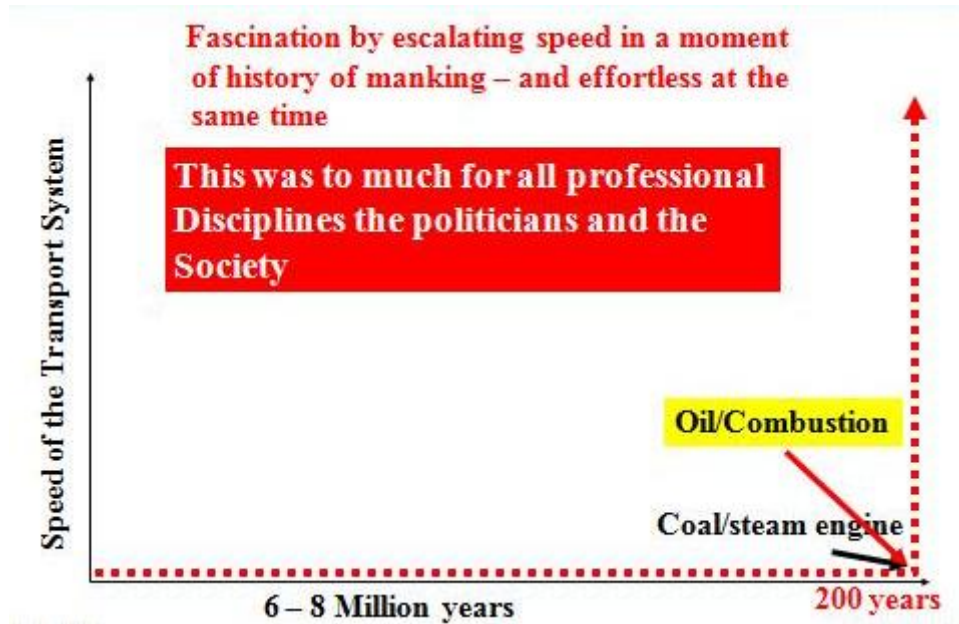 Fascination by escalating speed in a moment
of history of manking – and effortless at the
same time
This was to much for all professional
Disciplines the politicians and the
Society
Speed of the Transport System
Oil/Combustion
Coal/steam engine
6 – 8 Million years
200 years